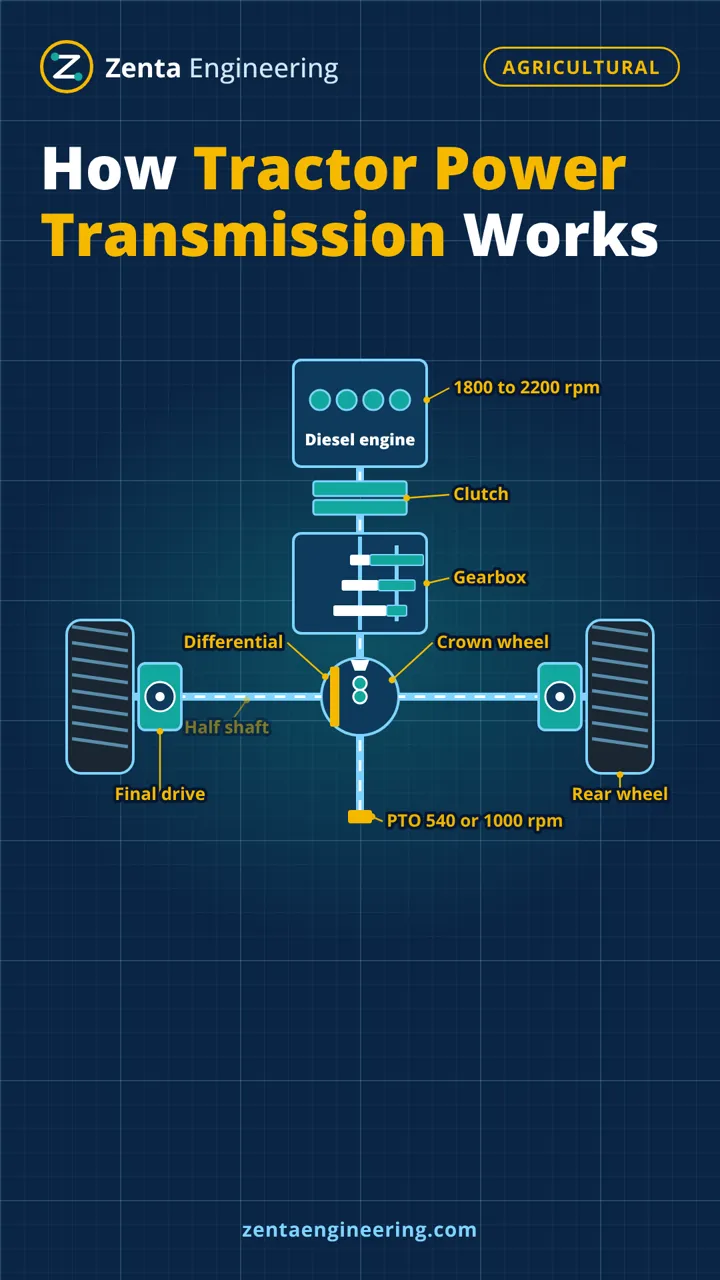 Zenta Engineering
AGRICULTURAL
How Tractor Power
Transmission Works
1800 to 2200 rpm
Diesel engine
Clutch
Gearbox
Differential
Crown wheel
Half shaft
Final drive
Rear wheel
PTO 540 or 1000 rpm
zentaengineering.com